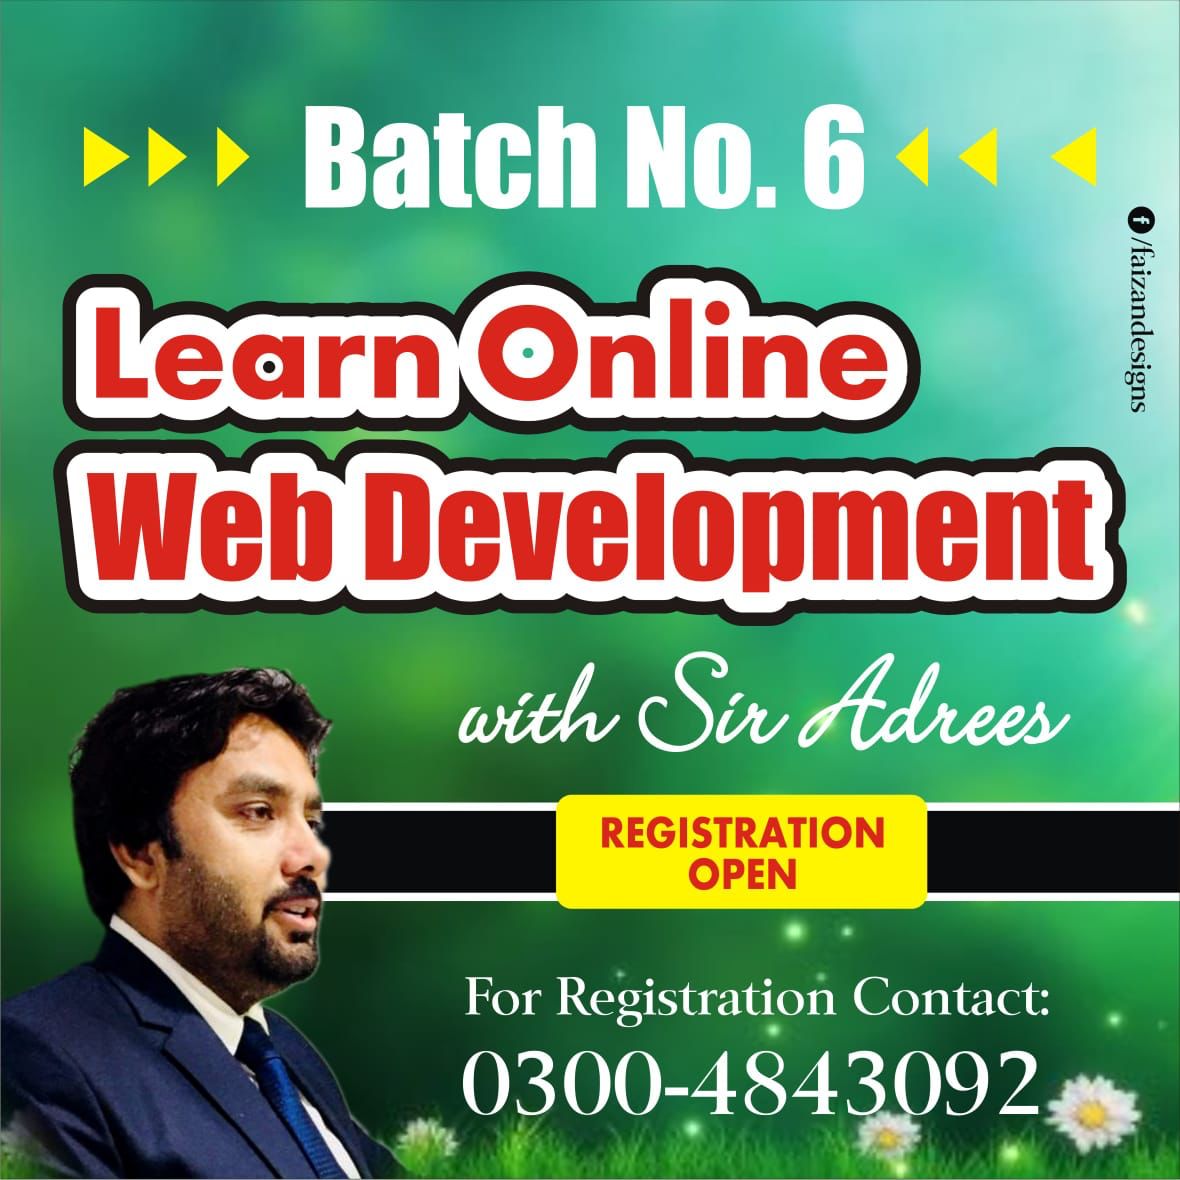 Batch No. 6
/faizandesigns
Learn Online
Web Development
with Sir Adrees
REGISTRATION
OPEN
For Registration Contact:
0300-4843092